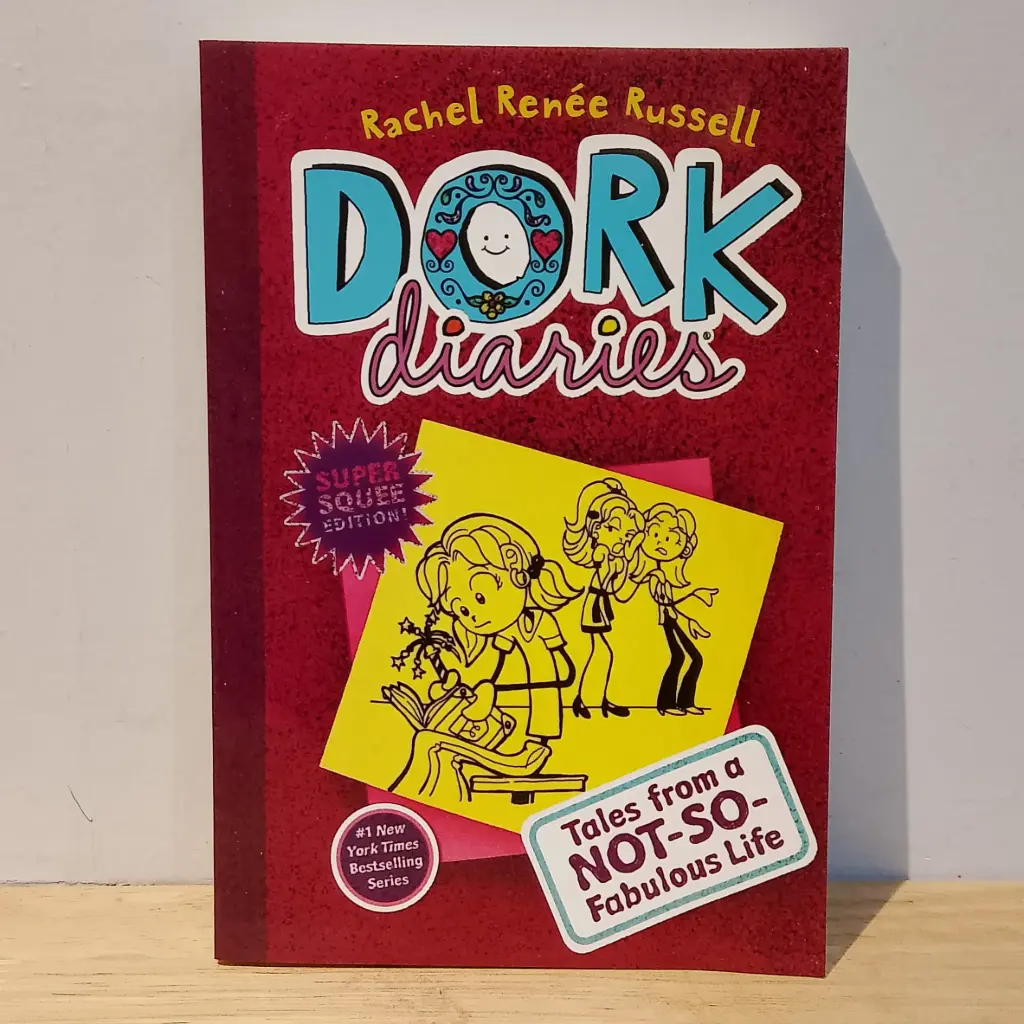 Rachel Renée Russell
DORK
diaries®
SUPER
SQUEE
EDITION!
Tales from a
NOT-SO-
Fabulous Life
#1 New
York Times
Bestselling
Series